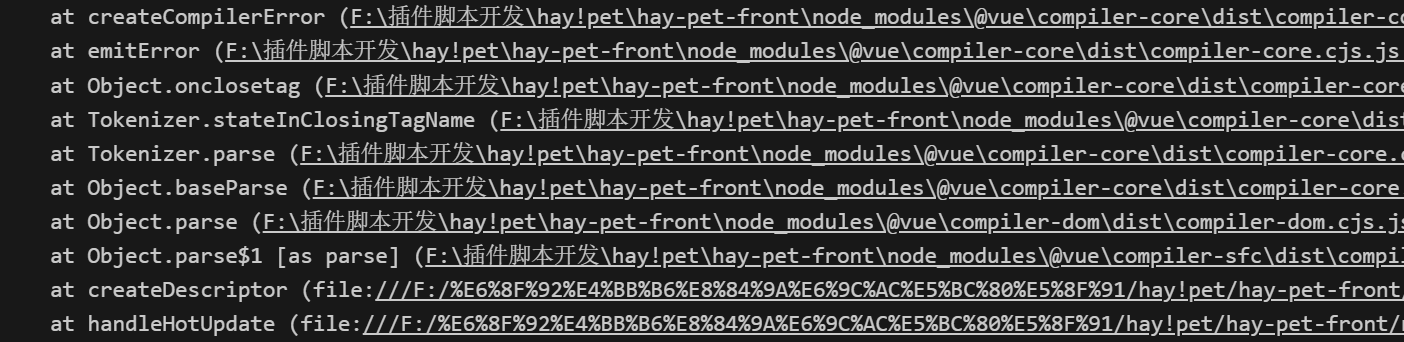 at createCompilerError (F:\插件脚本开发\hay!pet\hay-pet-front\node_modules\@vue\compiler-core\dist\compiler-c
at emitError (F:\插件脚本开发\hay!pet\hay-pet-front\node_modules\@vue\compiler-core\dist\compiler-core.cjs.js
at Object.onclosetag (F:\插件脚本开发\hay!pet\hay-pet-front\node_modules\@vue\compiler-core\dist\compiler-core
at Tokenizer.stateInClosingTagName (F:\插件脚本开发\hay!pet\hay-pet-front\node_modules\@vue\compiler-core\dist
at Tokenizer.parse (F:\插件脚本开发\hay!pet\hay-pet-front\node_modules\@vue\compiler-core\dist\compiler-core.c
at Object.baseParse (F:\插件脚本开发\hay!pet\hay-pet-front\node_modules\@vue\compiler-core\dist\compiler-core
at Object.parse (F:\插件脚本开发\hay!pet\hay-pet-front\node_modules\@vue\compiler-dom\dist\compiler-dom.cjs.js
at Object.parse$1 [as parse] (F:\插件脚本开发\hay!pet\hay-pet-front\node_modules\@vue\compiler-sfc\dist\compil
at createDescriptor (file:///F:/%E6%8F%92%E4%BB%B6%E8%84%9A%E6%9C%AC%E5%BC%80%E5%8F%91/hay!pet/hay-pet-front/
at handleHotUpdate (file:///F:/%E6%8F%92%E4%BB%B6%E8%84%9A%E6%9C%AC%E5%BC%80%E5%8F%91/hay!pet/hay-pet-front/